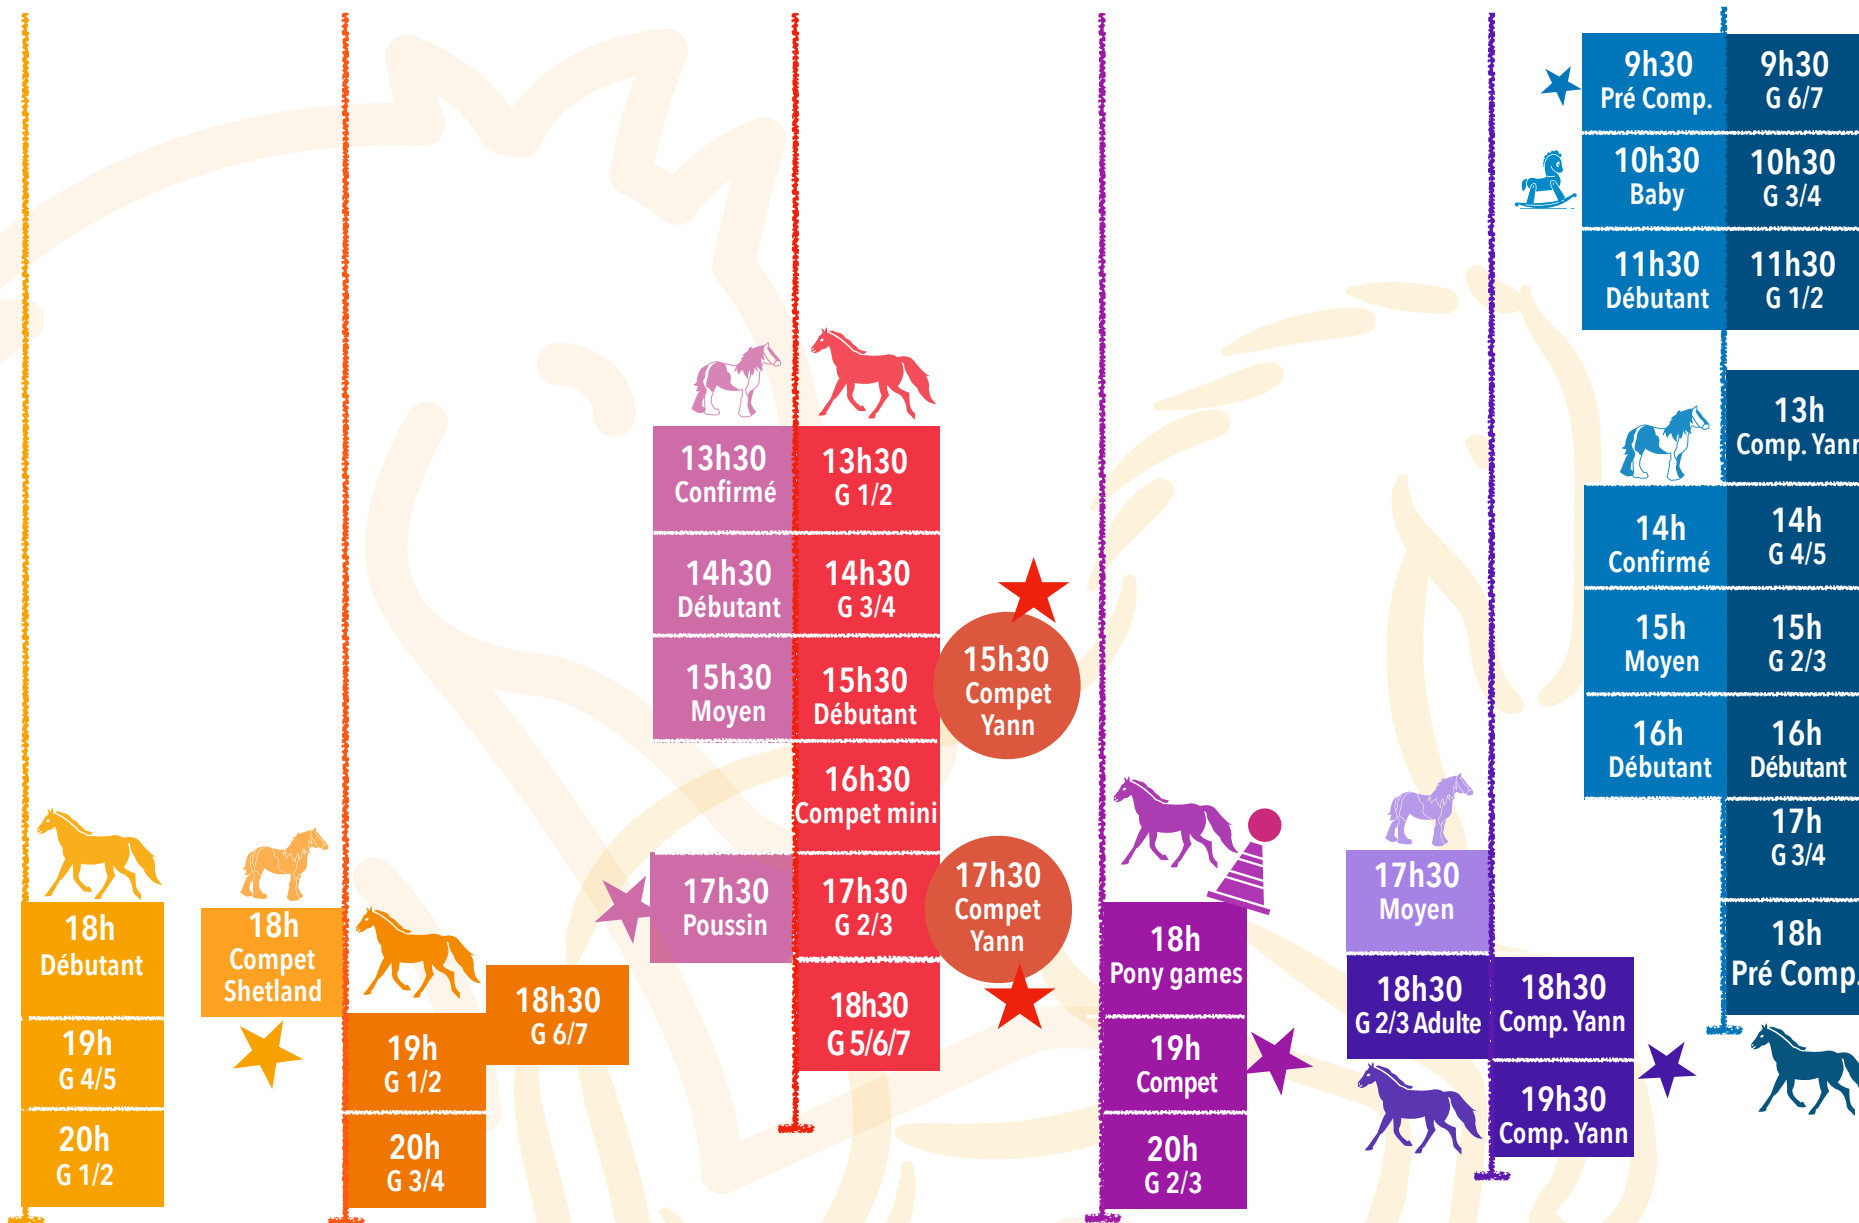 18h
Débutant
19h
G 4/5
20h
G 1/2
18h
Compet
Shetland
19h
G 1/2
20h
G 3/4
18h30
G 6/7
13h30
Confirmé
14h30
Débutant
15h30
Moyen
17h30
Poussin
13h30
G 1/2
14h30
G 3/4
15h30
Débutant
16h30
Compet mini
17h30
G 2/3
18h30
G 5/6/7
15h30
Compet
Yann
17h30
Compet
Yann
18h
Pony games
19h
Compet
20h
G 2/3
17h30
Moyen
18h30
G 2/3 Adulte
18h30
Comp. Yann
19h30
Comp. Yann
9h30
Pré Comp.
10h30
Baby
11h30
Débutant
14h
Confirmé
15h
Moyen
16h
Débutant
9h30
G 6/7
10h30
G 3/4
11h30
G 1/2
13h
Comp. Yann
14h
G 4/5
15h
G 2/3
16h
Débutant
17h
G 3/4
18h
Pré Comp.